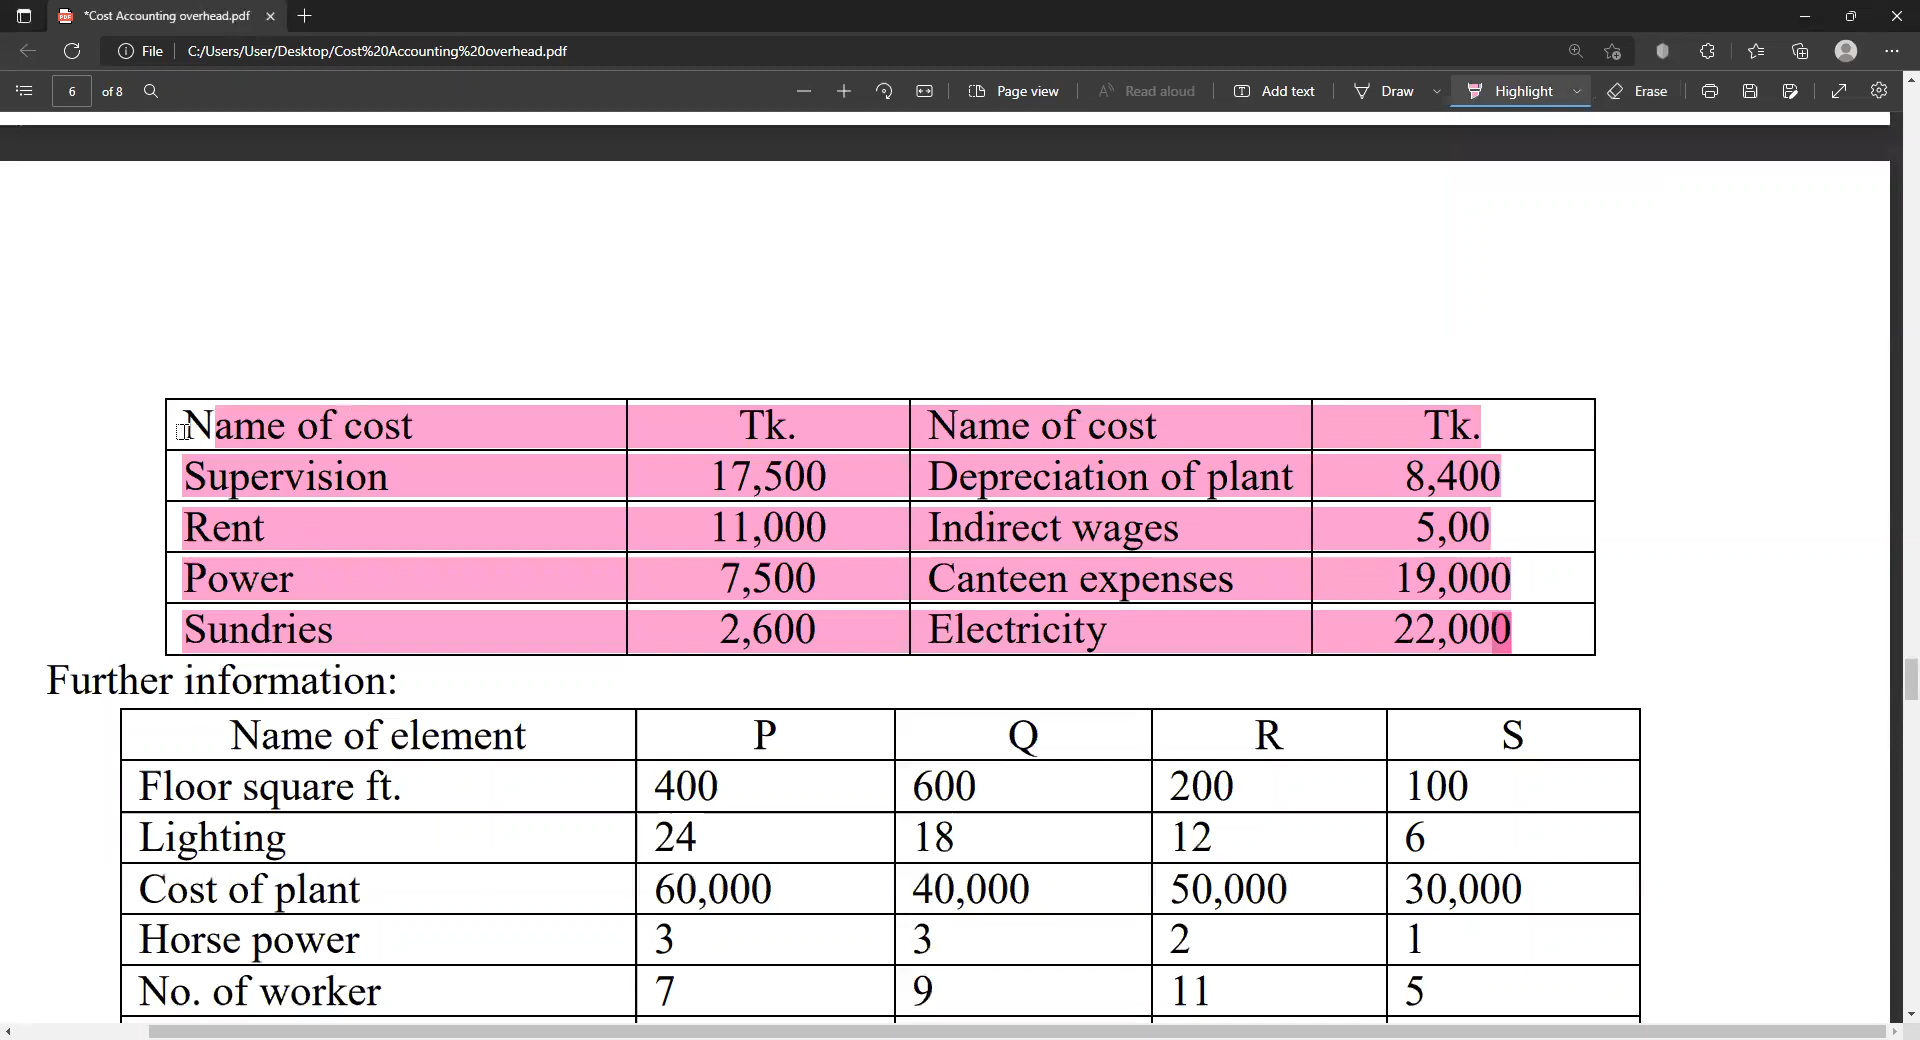 *Cost Accounting overhead.pdf
File C:/Users/User/Desktop/Cost%20Accounting%20overhead.pdf
6 of 8 Page view Read aloud Add text Draw Highlight Erase
Name of cost Tk. Name of cost Tk.
Supervision 17,500 Depreciation of plant 8,400
Rent 11,000 Indirect wages 5,00
Power 7,500 Canteen expenses 19,000
Sundries 2,600 Electricity 22,000
Further information:
Name of element P Q R S
Floor square ft. 400 600 200 100
Lighting 24 18 12 6
Cost of plant 60,000 40,000 50,000 30,000
Horse power 3 3 2 1
No. of worker 7 9 11 5